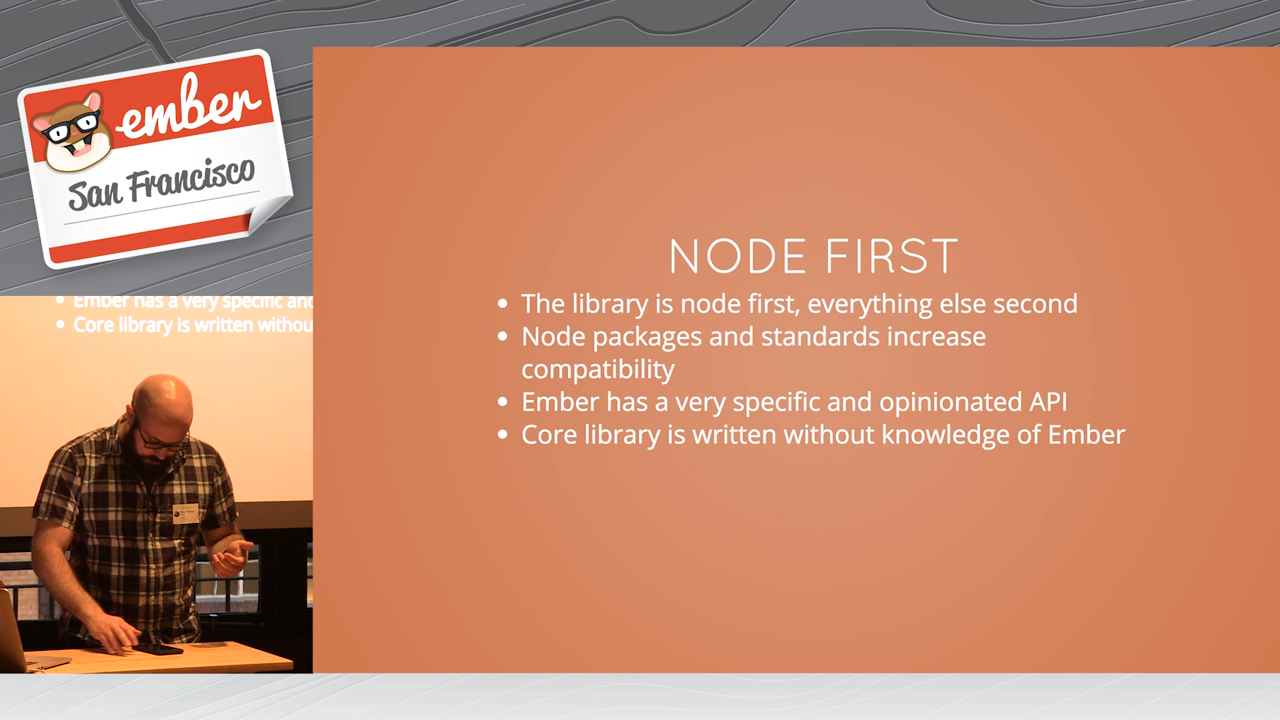 ember
San Francisco
Ember has a very specific and
Core library is written withou
NODE FIRST
• The library is node first, everything else second
• Node packages and standards increase
compatibility
• Ember has a very specific and opinionated API
• Core library is written without knowledge of Ember